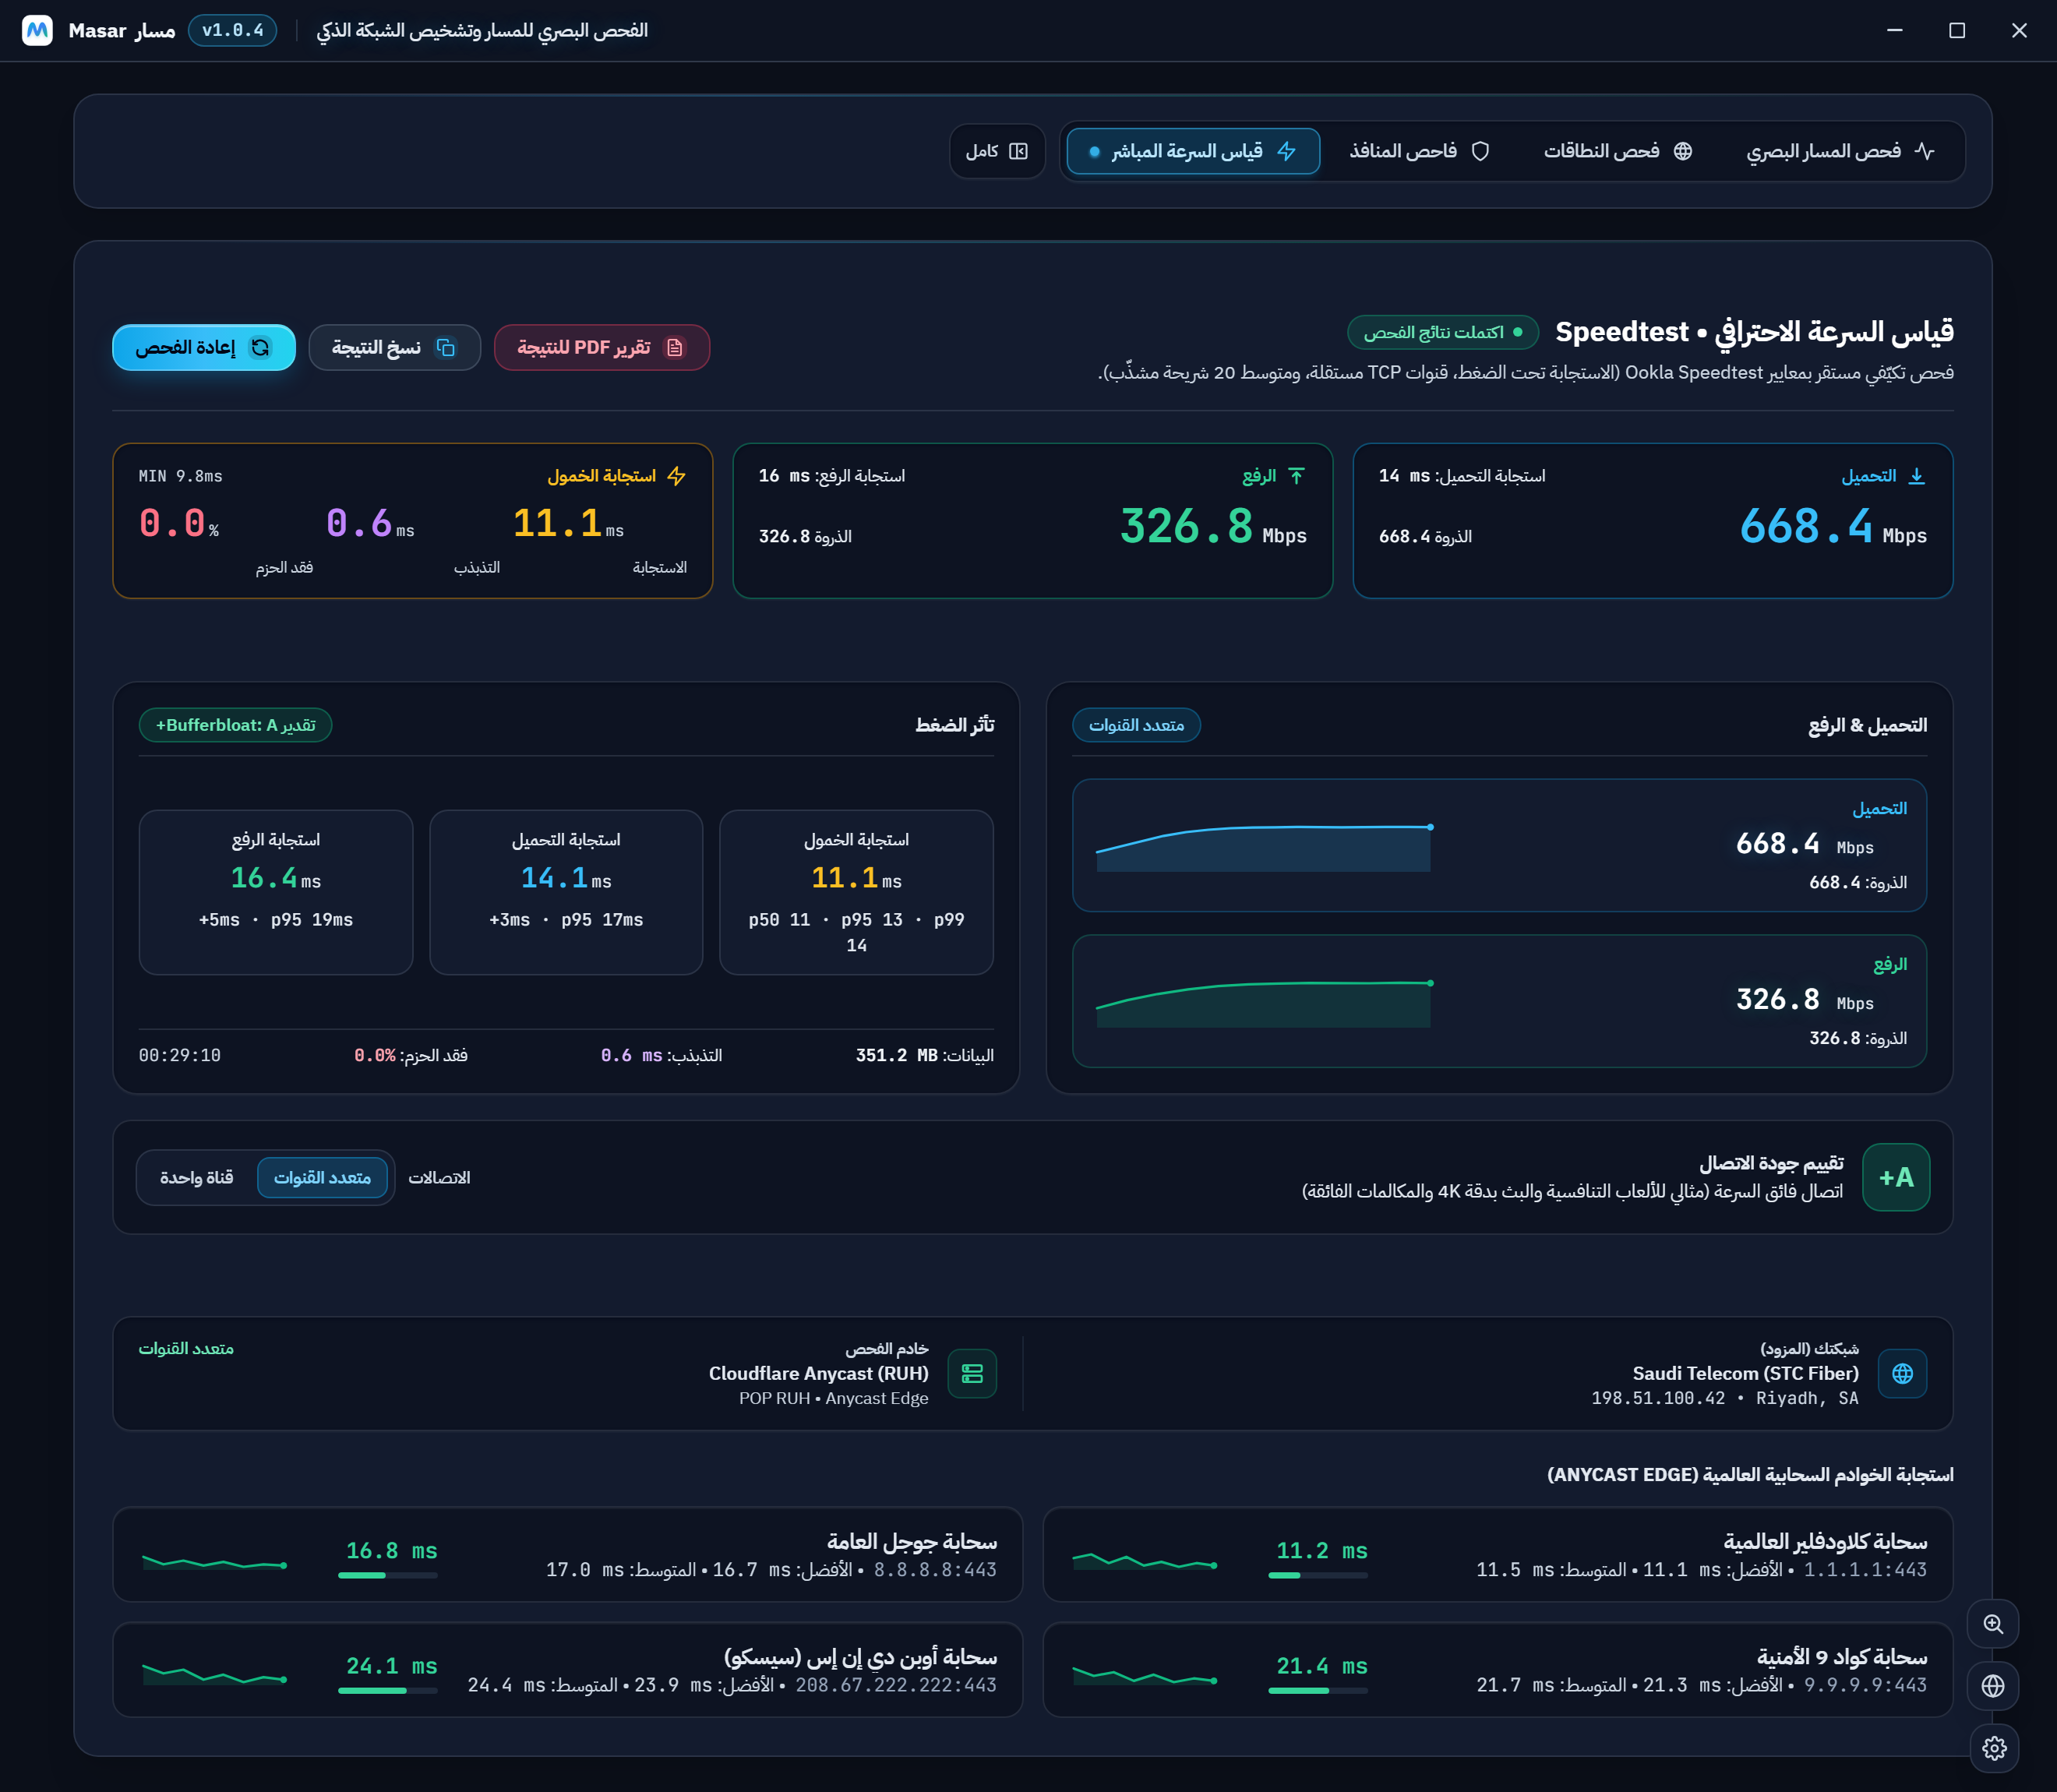 مسار Masar
v1.0.4
الفحص البصري للمسار وتشخيص الشبكة الذكي
فحص المسار البصري
فحص النطاقات
فاحص المنافذ
قياس السرعة المباشر
كامل
قياس السرعة الاحترافي • Speedtest
اكتملت نتائج الفحص
فحص تكيّفي مستقر بمعايير Ookla Speedtest (الاستجابة تحت الضغط، قنوات TCP مستقلة، ومتوسط 20 شريحة مشذّب).
تقرير PDF للنتيجة
نسخ النتيجة
إعادة الفحص
التحميل
استجابة التحميل: 14 ms
668.4 Mbps
الذروة 668.4
الرفع
استجابة الرفع: 16 ms
326.8 Mbps
الذروة 326.8
استجابة الخمول
MIN 9.8ms
11.1 ms
0.6 ms
0.0 %
الاستجابة
التذبذب
فقد الحزم
التحميل & الرفع
متعدد القنوات
التحميل
668.4 Mbps
الذروة: 668.4
الرفع
326.8 Mbps
الذروة: 326.8
تأثر الضغط
تقدير Bufferbloat: A+
استجابة الخمول
11.1 ms
p50 11 · p95 13 · p99
14
استجابة التحميل
14.1 ms
+3ms · p95 17ms
استجابة الرفع
16.4 ms
+5ms · p95 19ms
البيانات: 351.2 MB
التذبذب: 0.6 ms
فقد الحزم: 0.0%
00:29:10
A+
تقييم جودة الاتصال
اتصال فائق السرعة (مثالي للألعاب التنافسية والبث بدقة 4K والمكالمات الفائقة)
الاتصالات
متعدد القنوات
قناة واحدة
شبكتك (المزود)
Saudi Telecom (STC Fiber)
198.51.100.42 • Riyadh, SA
خادم الفحص
Cloudflare Anycast (RUH)
POP RUH • Anycast Edge
متعدد القنوات
استجابة الخوادم السحابية العالمية (ANYCAST EDGE)
سحابة كلاودفلير العالمية
1.1.1.1:443 • الأفضل: 11.1 ms • المتوسط: 11.5 ms
11.2 ms
سحابة جوجل العامة
8.8.8.8:443 • الأفضل: 16.7 ms • المتوسط: 17.0 ms
16.8 ms
سحابة كواد 9 الأمنية
9.9.9.9:443 • الأفضل: 21.3 ms • المتوسط: 21.7 ms
21.4 ms
سحابة أوبن دي إن إس (سيسكو)
208.67.222.222:443 • الأفضل: 23.9 ms • المتوسط: 24.4 ms
24.1 ms